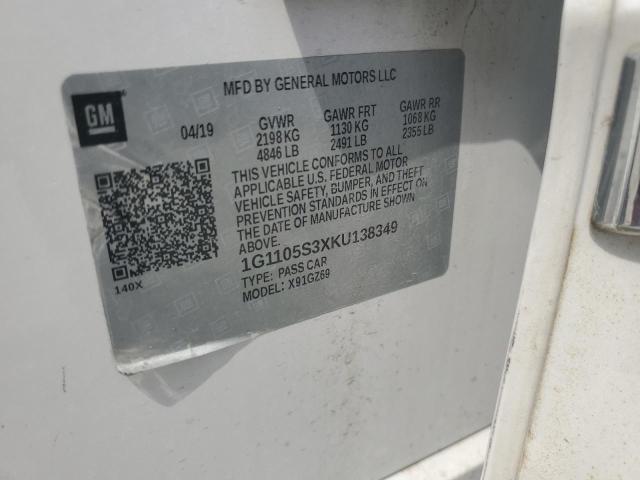 MFD BY GENERAL MOTORS LLC
GM
04/19 GVWR GAWR FRT GAWR RR
2198 KG 1130 KG 1068 KG
4846 LB 2491 LB 2355 LB
THIS VEHICLE CONFORMS TO ALL
APPLICABLE U.S. FEDERAL MOTOR
VEHICLE SAFETY, BUMPER, AND THEFT
PREVENTION STANDARDS IN EFFECT ON
THE DATE OF MANUFACTURE SHOWN
ABOVE.
1G1105S3XKU138349
TYPE: PASS CAR
MODEL: X91GZ69
140X